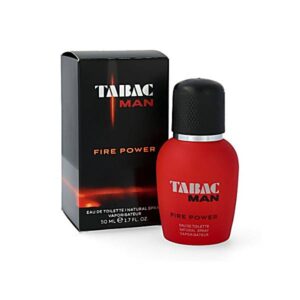 TABAC
MAN
FIRE POWER
EAU DE TOILETTE / NATURAL SPRAY
VAPORISATEUR
50 ML ℮ 1.7 FL. OZ.
TABAC
MAN
FIRE POWER
EAU DE TOILETTE
NATURAL SPRAY
VAPORISATEUR